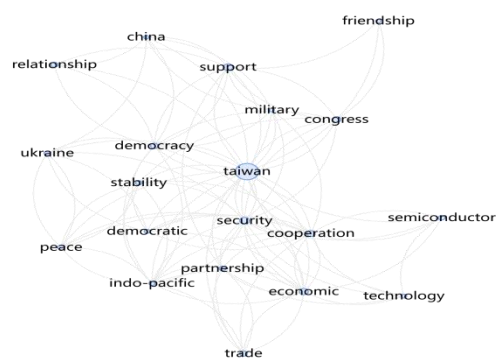 friendship
china
relationship
support
military
congress
ukraine
democracy
taiwan
stability
security
semiconductor
democratic
cooperation
peace
partnership
indo-pacific
economic
technology
trade